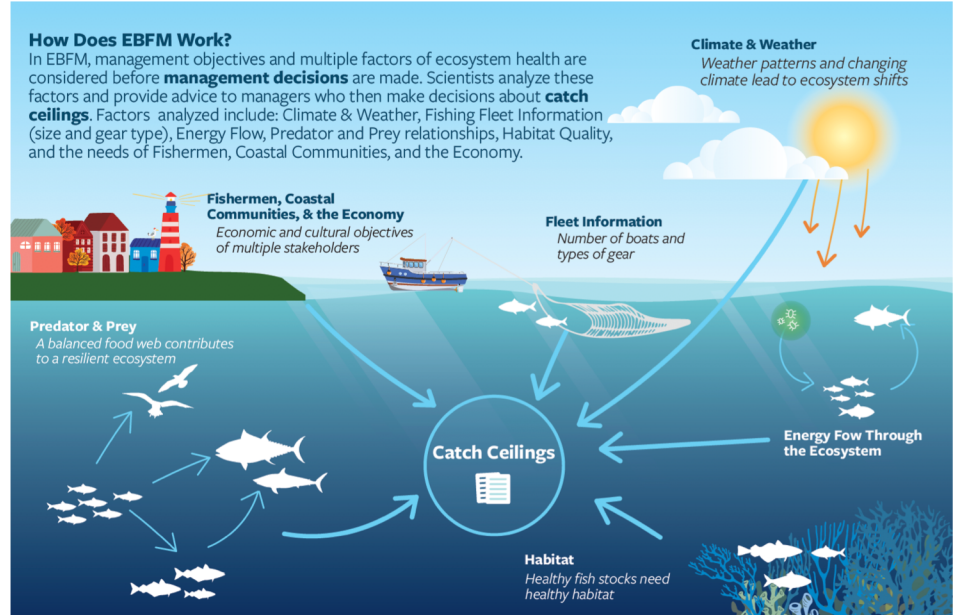 How Does EBFM Work?
In EBFM, management objectives and multiple factors of ecosystem health are
considered before management decisions are made. Scientists analyze these
factors and provide advice to managers who then make decisions about catch
ceilings. Factors analyzed include: Climate & Weather, Fishing Fleet Information
(size and gear type), Energy Flow, Predator and Prey relationships, Habitat Quality,
and the needs of Fishermen, Coastal Communities, and the Economy.
Climate & Weather
Weather patterns and changing
climate lead to ecosystem shifts
Fishermen, Coastal
Communities, & the Economy
Economic and cultural objectives
of multiple stakeholders
Fleet Information
Number of boats and
types of gear
Predator & Prey
A balanced food web contributes
to a resilient ecosystem
Catch Ceilings
Energy Fow Through
the Ecosystem
Habitat
Healthy fish stocks need
healthy habitat